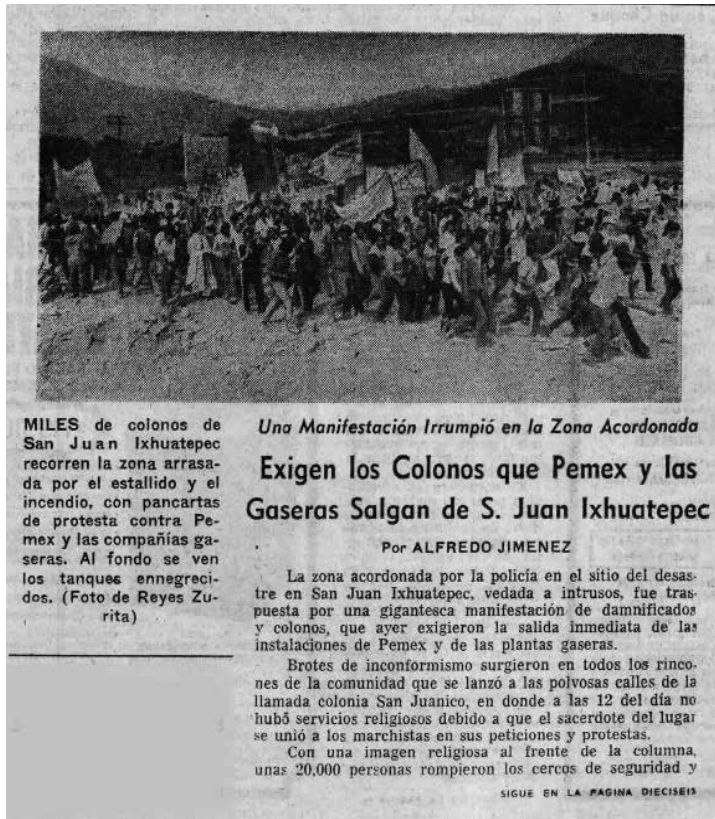 en un Choque
MILES de colonos de
San Juan Ixhuatepec
recorren la zona arrasa-
da por el estallido y el
incendio, con pancartas
de protesta contra Pe-
mex y las compañías ga-
seras. Al fondo se ven
los tanques ennegreci-
dos. (Foto de Reyes Zu-
rita)
Una Manifestación Irrumpió en la Zona Acordonada
Exigen los Colonos que Pemex y las
Gaseras Salgan de S. Juan Ixhuatepec
Por ALFREDO JIMENEZ
La zona acordonada por la policía en el sitio del desas-
tre en San Juan Ixhuatepec, vedada a intrusos, fue tras-
puesta por una gigantesca manifestación de damnificados
y colonos, que ayer exigieron la salida inmediata de las
instalaciones de Pemex y de las plantas gaseras.
Brotes de inconformismo surgieron en todos los rinco-
nes de la comunidad que se lanzó a las polvosas calles de la
llamada colonia San Juanico, en donde a las 12 del día no
hubo servicios religiosos debido a que el sacerdote del lugar
se unió a los marchistas en sus peticiones y protestas.
Con una imagen religiosa al frente de la columna,
unas 20,000 personas rompieron los cercos de seguridad y
SIGUE EN LA PAGINA DIECISEIS